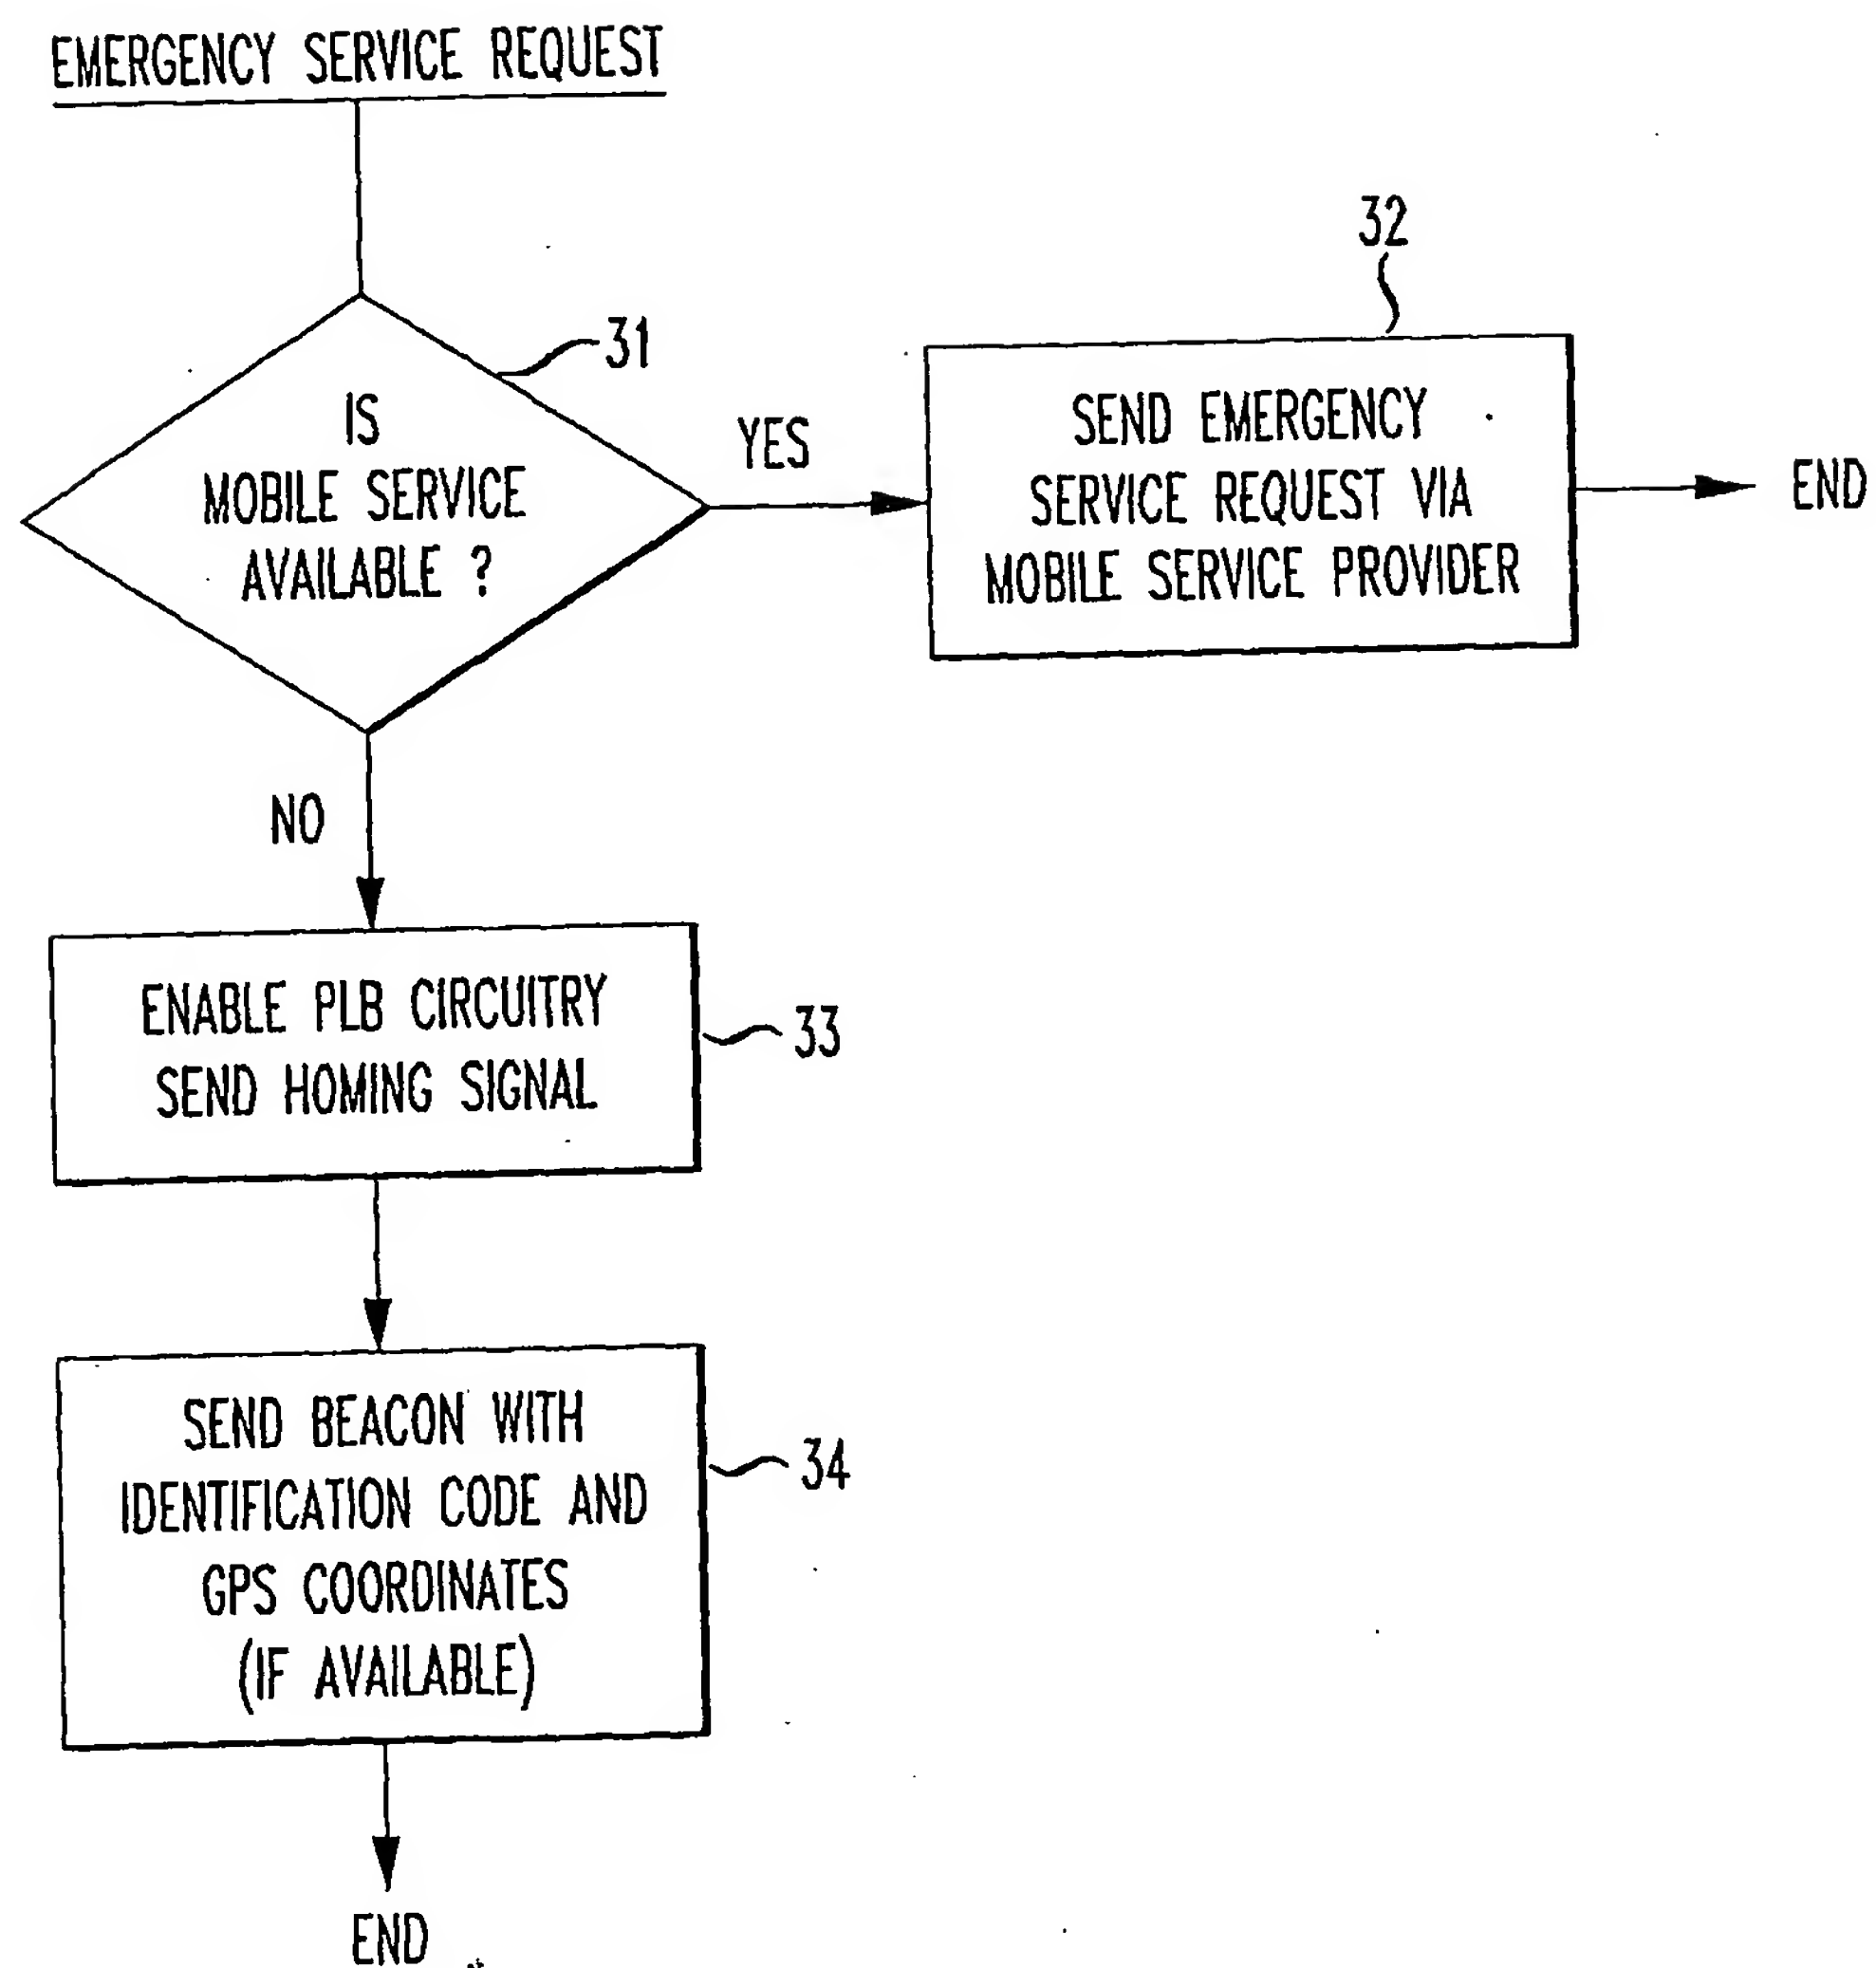 EMERGENCY SERVICE REQUEST
32
31
IS
MOBILE SERVICE
AVAILABLE ?
YES
SEND EMERGENCY
SERVICE REQUEST VIA
MOBILE SERVICE PROVIDER
END
NO
ENABLE PLB CIRCUITRY
SEND HOMING SIGNAL
33
SEND BEACON WITH
IDENTIFICATION CODE AND
GPS COORDINATES
(IF AVAILABLE)
34
END